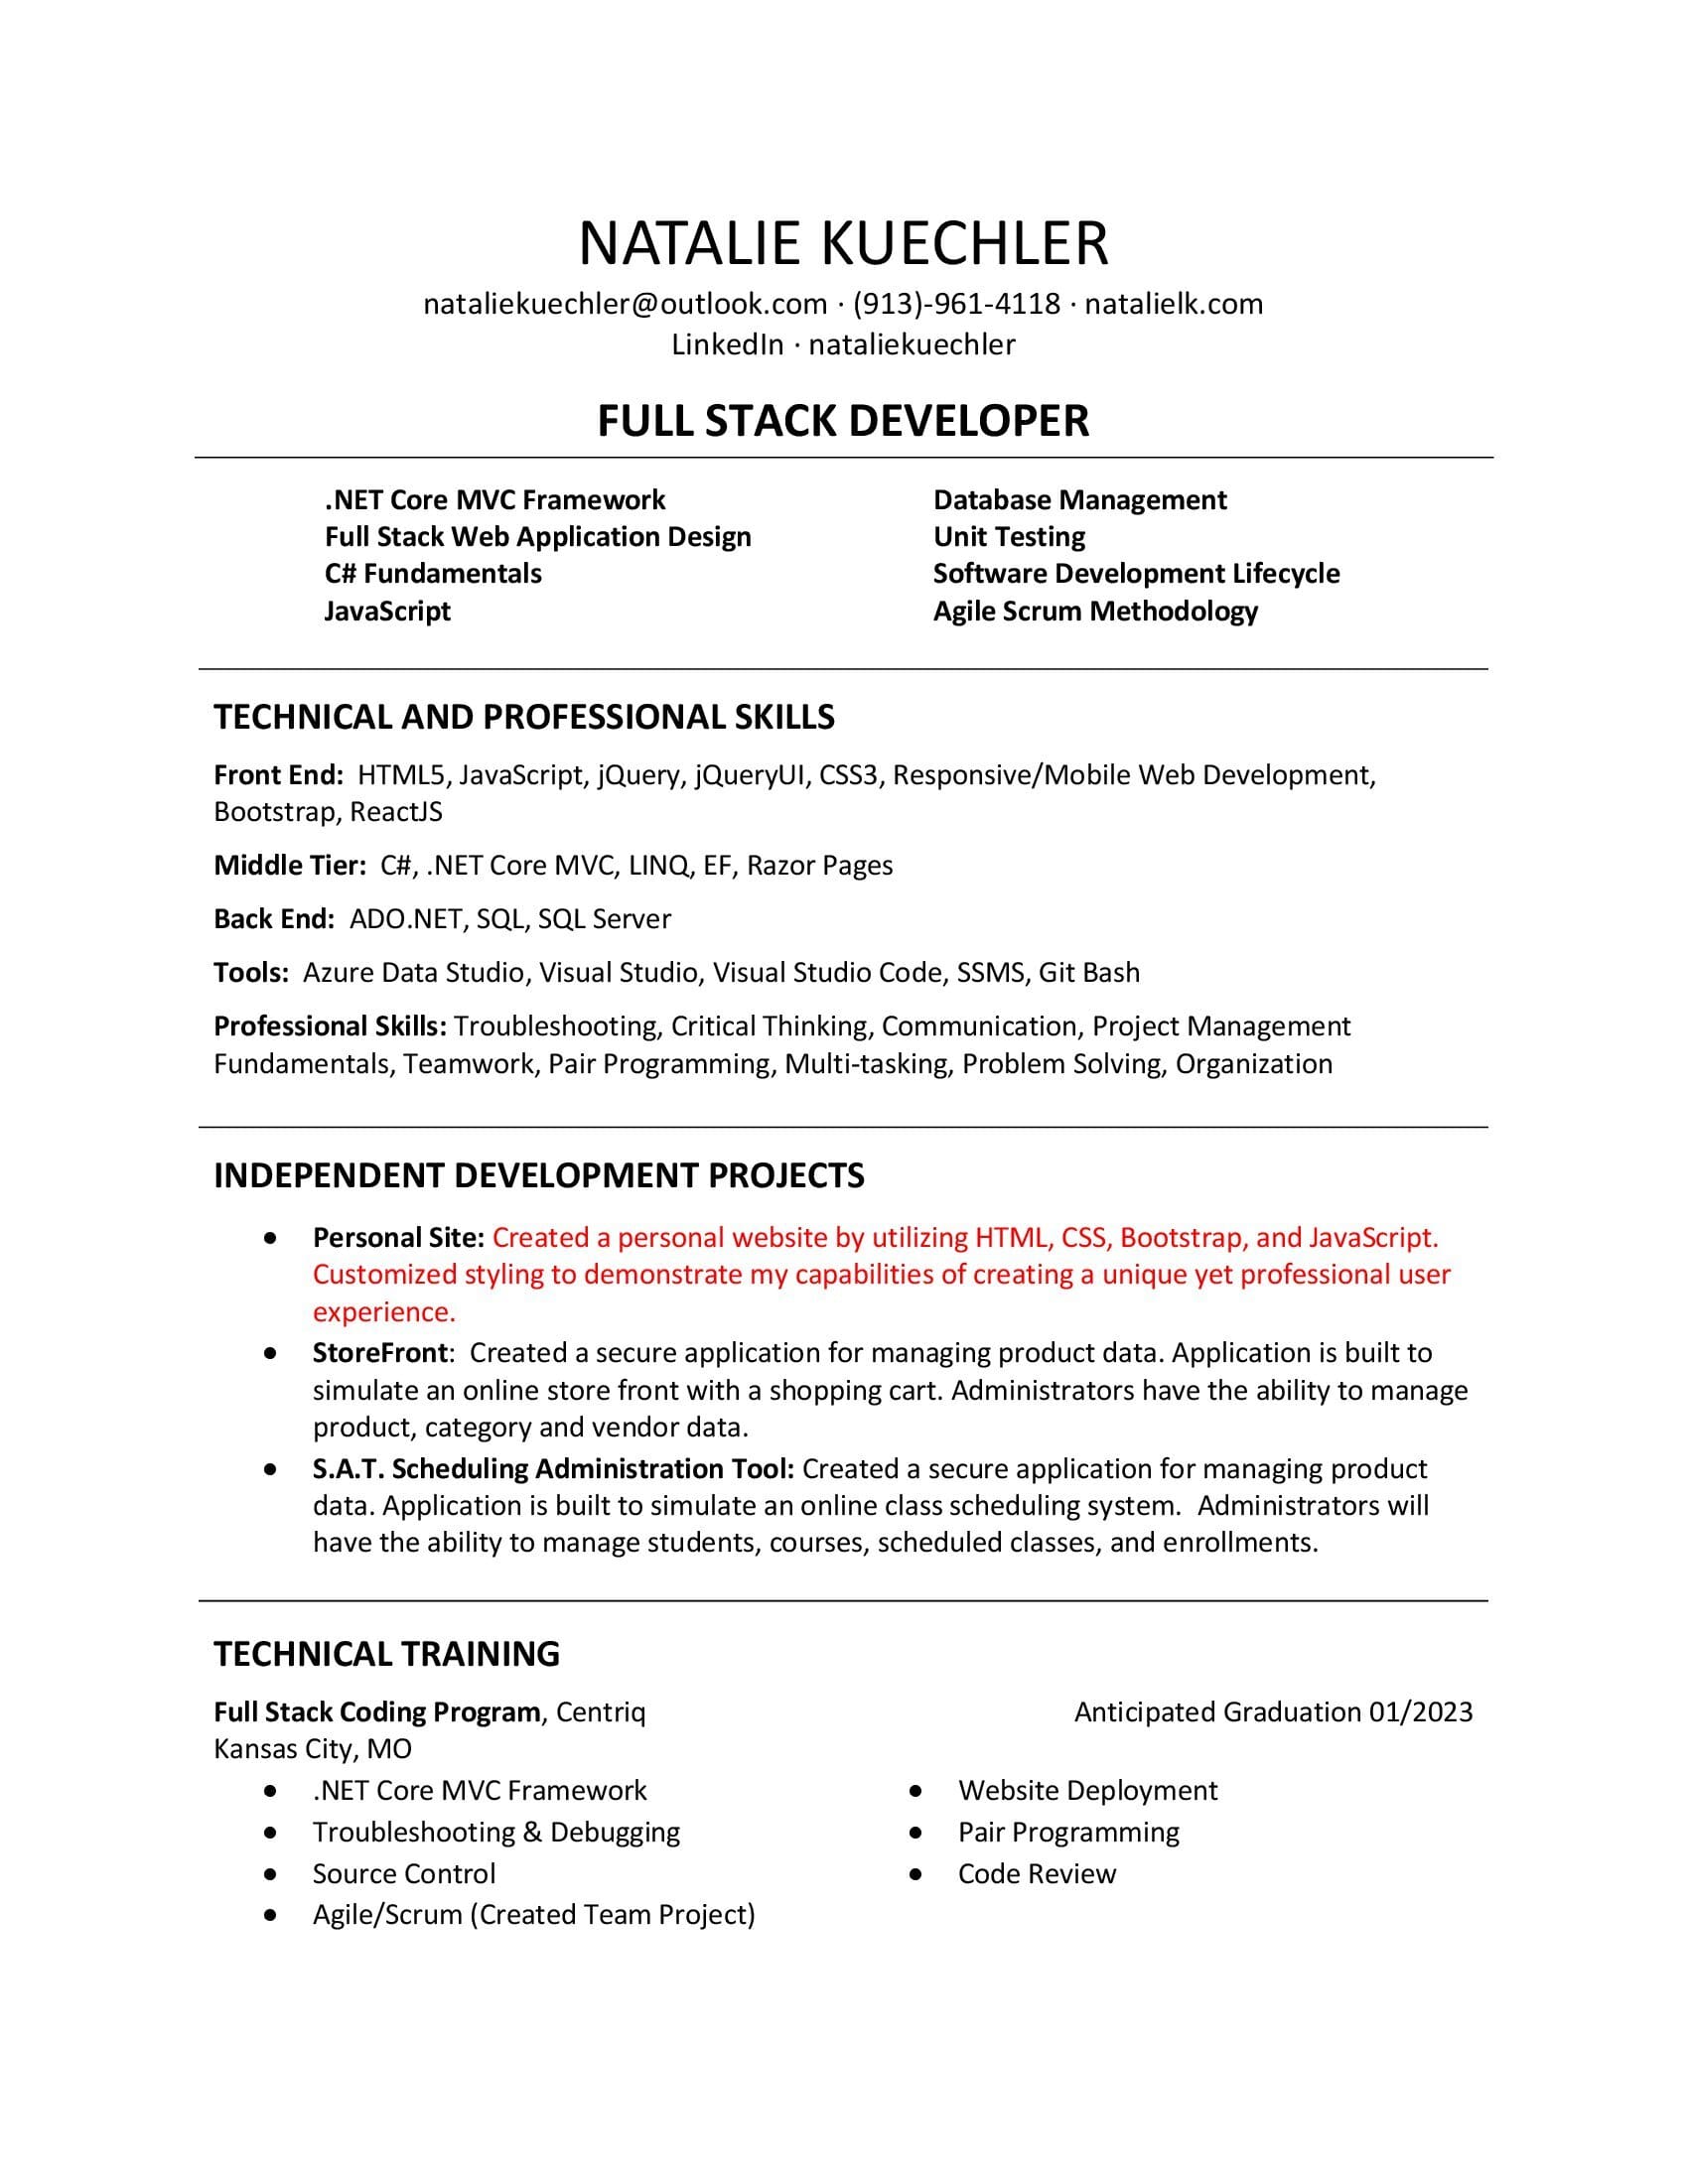 NATALIE KUECHLER
nataliekuechler@outlook.com · (913)-961-4118 · natalielk.com
LinkedIn · nataliekuechler
FULL STACK DEVELOPER
.NET Core MVC Framework
Full Stack Web Application Design
C# Fundamentals
JavaScript
Database Management
Unit Testing
Software Development Lifecycle
Agile Scrum Methodology
TECHNICAL AND PROFESSIONAL SKILLS
Front End:  HTML5, JavaScript, jQuery, jQueryUI, CSS3, Responsive/Mobile Web Development,
Bootstrap, ReactJS
Middle Tier:  C#, .NET Core MVC, LINQ, EF, Razor Pages
Back End:  ADO.NET, SQL, SQL Server
Tools:  Azure Data Studio, Visual Studio, Visual Studio Code, SSMS, Git Bash
Professional Skills: Troubleshooting, Critical Thinking, Communication, Project Management
Fundamentals, Teamwork, Pair Programming, Multi-tasking, Problem Solving, Organization
INDEPENDENT DEVELOPMENT PROJECTS
• Personal Site: Created a personal website by utilizing HTML, CSS, Bootstrap, and JavaScript.
Customized styling to demonstrate my capabilities of creating a unique yet professional user
experience.
• StoreFront:  Created a secure application for managing product data. Application is built to
simulate an online store front with a shopping cart. Administrators have the ability to manage
product, category and vendor data.
• S.A.T. Scheduling Administration Tool: Created a secure application for managing product
data. Application is built to simulate an online class scheduling system.  Administrators will
have the ability to manage students, courses, scheduled classes, and enrollments.
TECHNICAL TRAINING
Full Stack Coding Program, Centriq Anticipated Graduation 01/2023
Kansas City, MO
• .NET Core MVC Framework
• Troubleshooting & Debugging
• Source Control
• Agile/Scrum (Created Team Project)
• Website Deployment
• Pair Programming
• Code Review